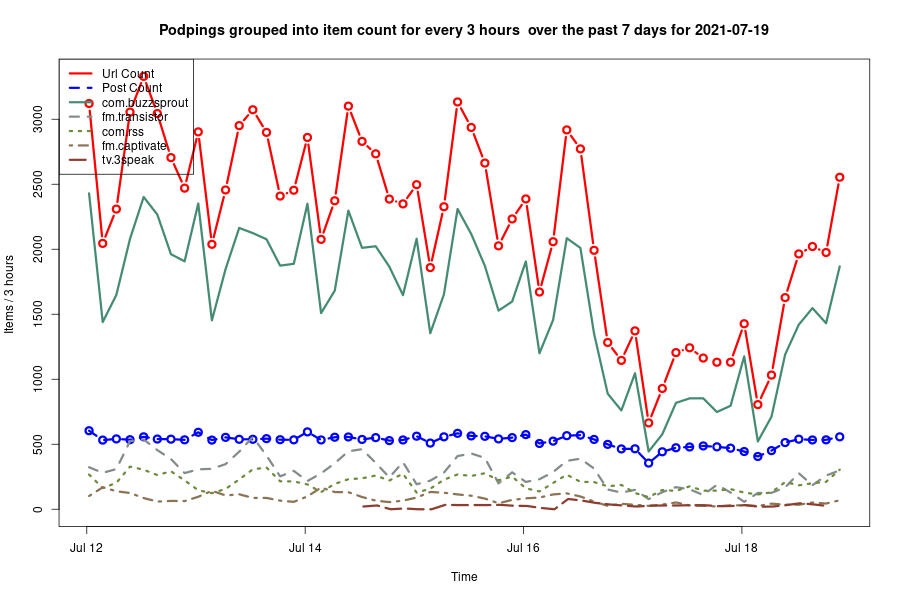 Podpings grouped into item count for every 3 hours  over the past 7 days for 2021-07-19
Url Count
Post Count
com.buzzsprout
fm.transistor
com.rss
fm.captivate
tv.3speak
Items / 3 hours
3000
2500
2000
1500
1000
500
0
Jul 12
Jul 14
Jul 16
Jul 18
Time